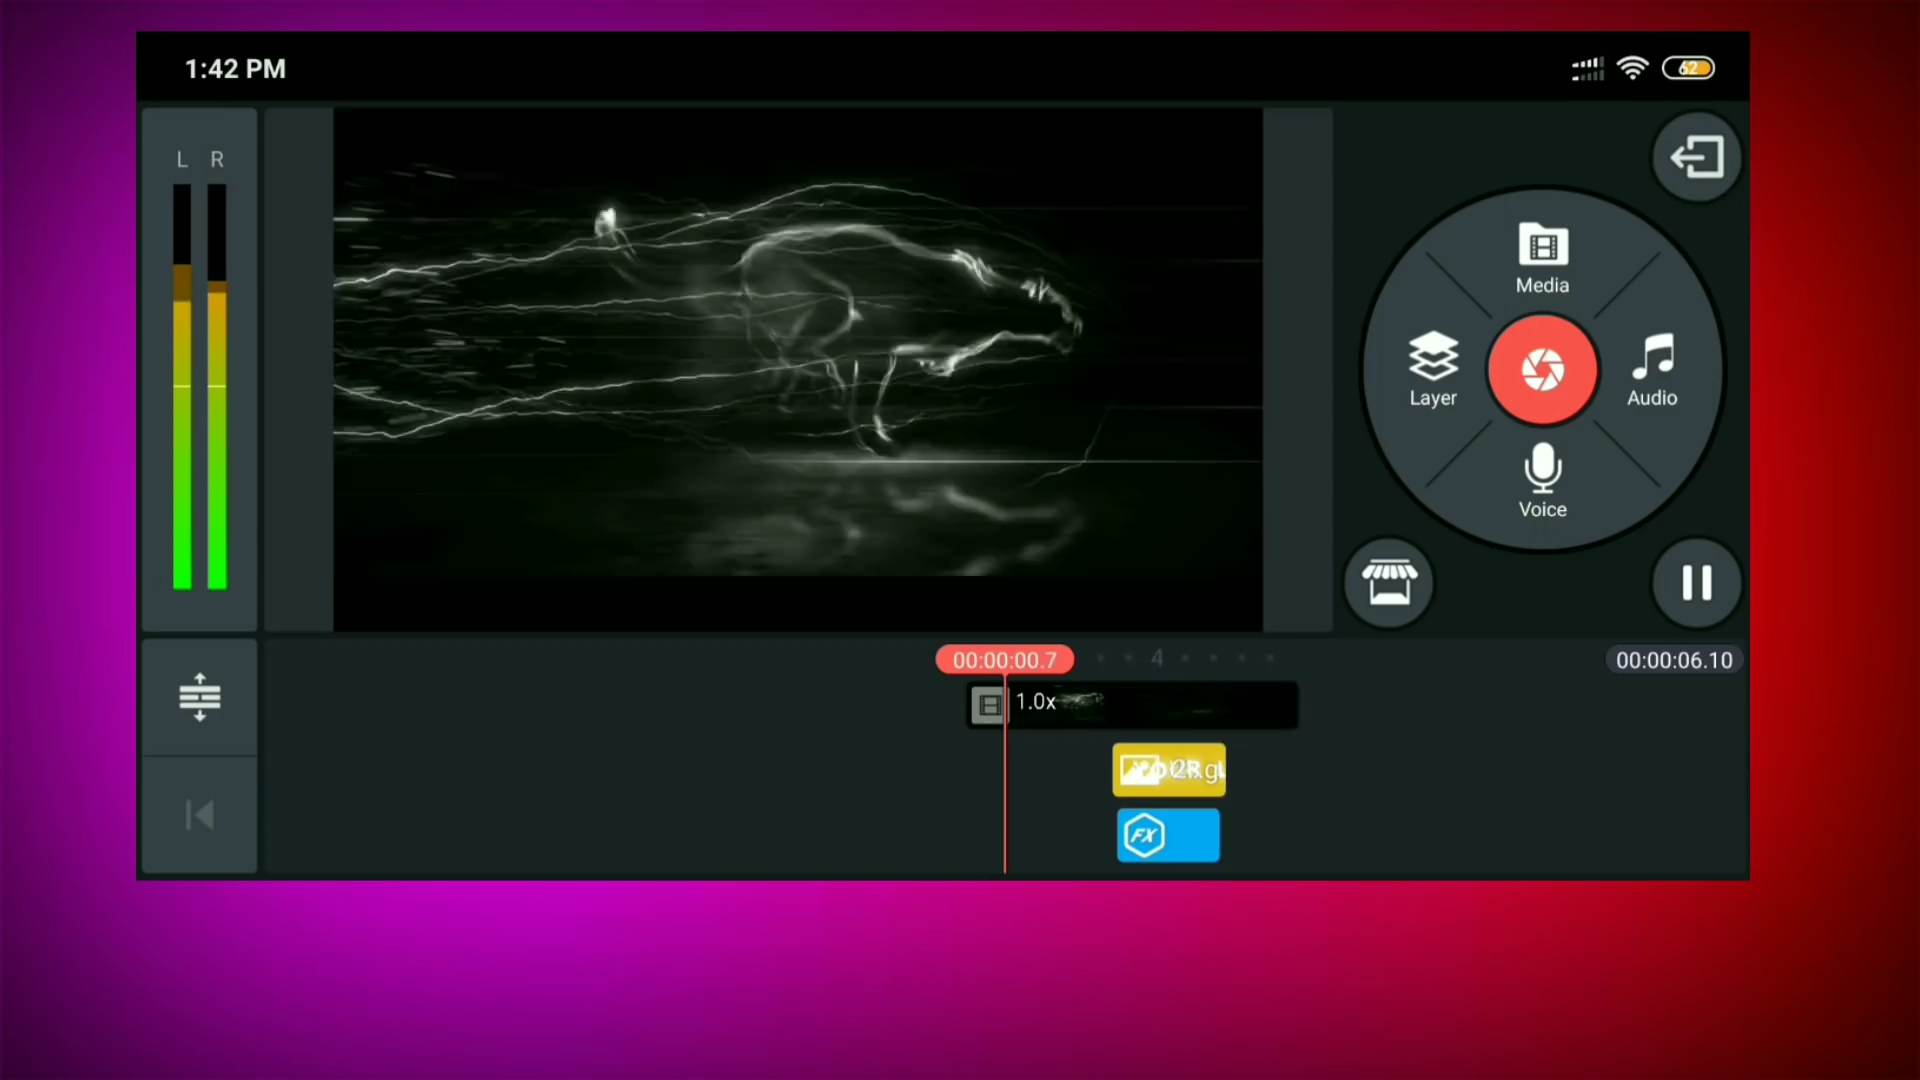 1:42 PM
62
L R
Media
Layer
Audio
Voice
00:00:00.7
4
00:00:06.10
1.0x
FX